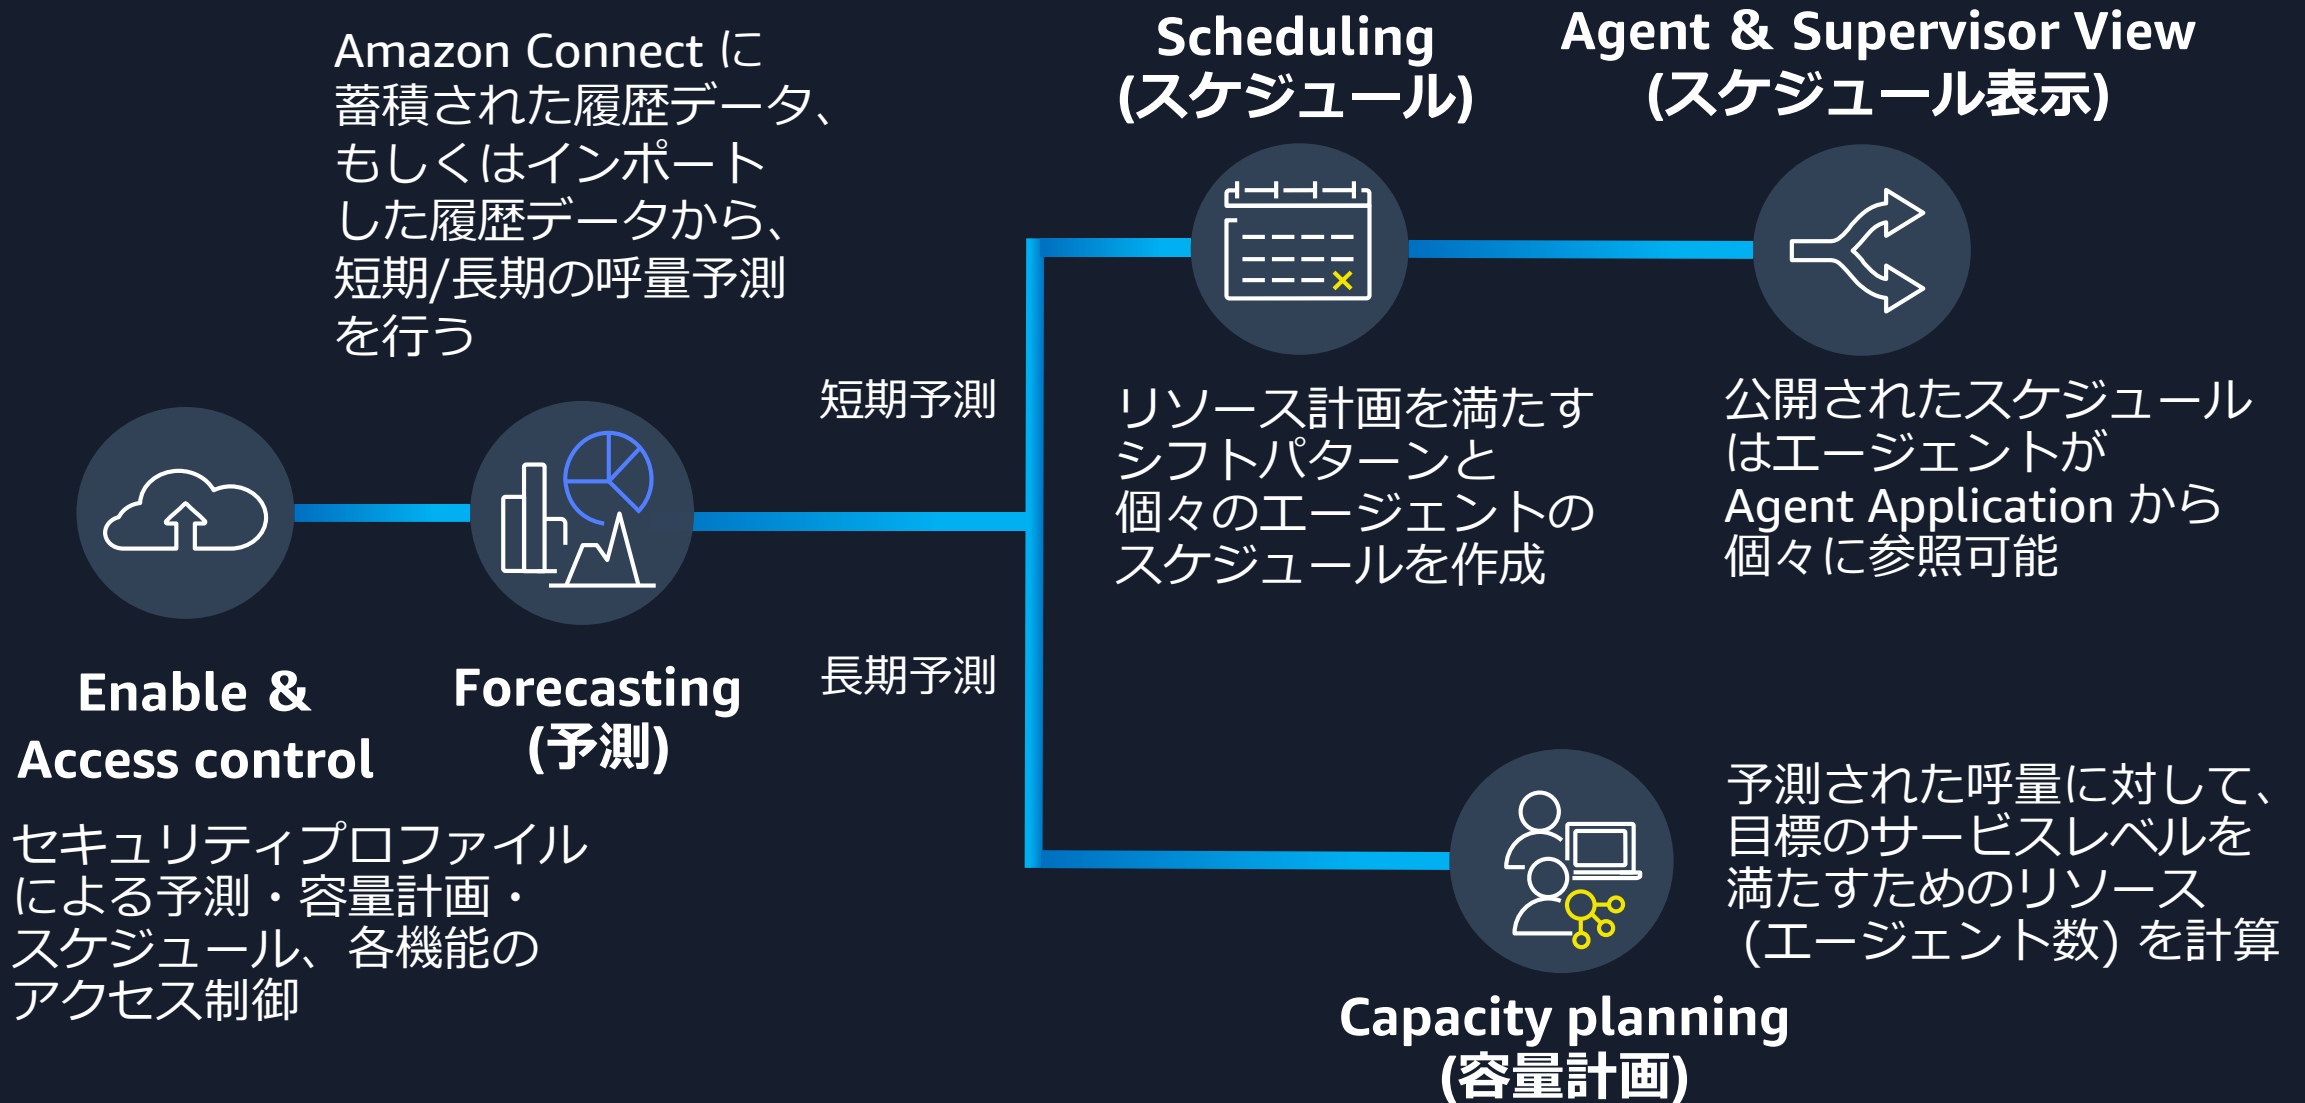 Amazon Connect に
蓄積された履歴データ、
もしくはインポート
した履歴データから、
短期/長期の呼量予測
を行う
Enable &
Access control
セキュリティプロファイル
による予測・容量計画・
スケジュール、各機能の
アクセス制御
Forecasting
(予測)
短期予測
長期予測
Scheduling
(スケジュール)
リソース計画を満たす
シフトパターンと
個々のエージェントの
スケジュールを作成
Agent & Supervisor View
(スケジュール表示)
公開されたスケジュール
はエージェントが
Agent Application から
個々に参照可能
Capacity planning
(容量計画)
予測された呼量に対して、
目標のサービスレベルを
満たすためのリソース
(エージェント数) を計算